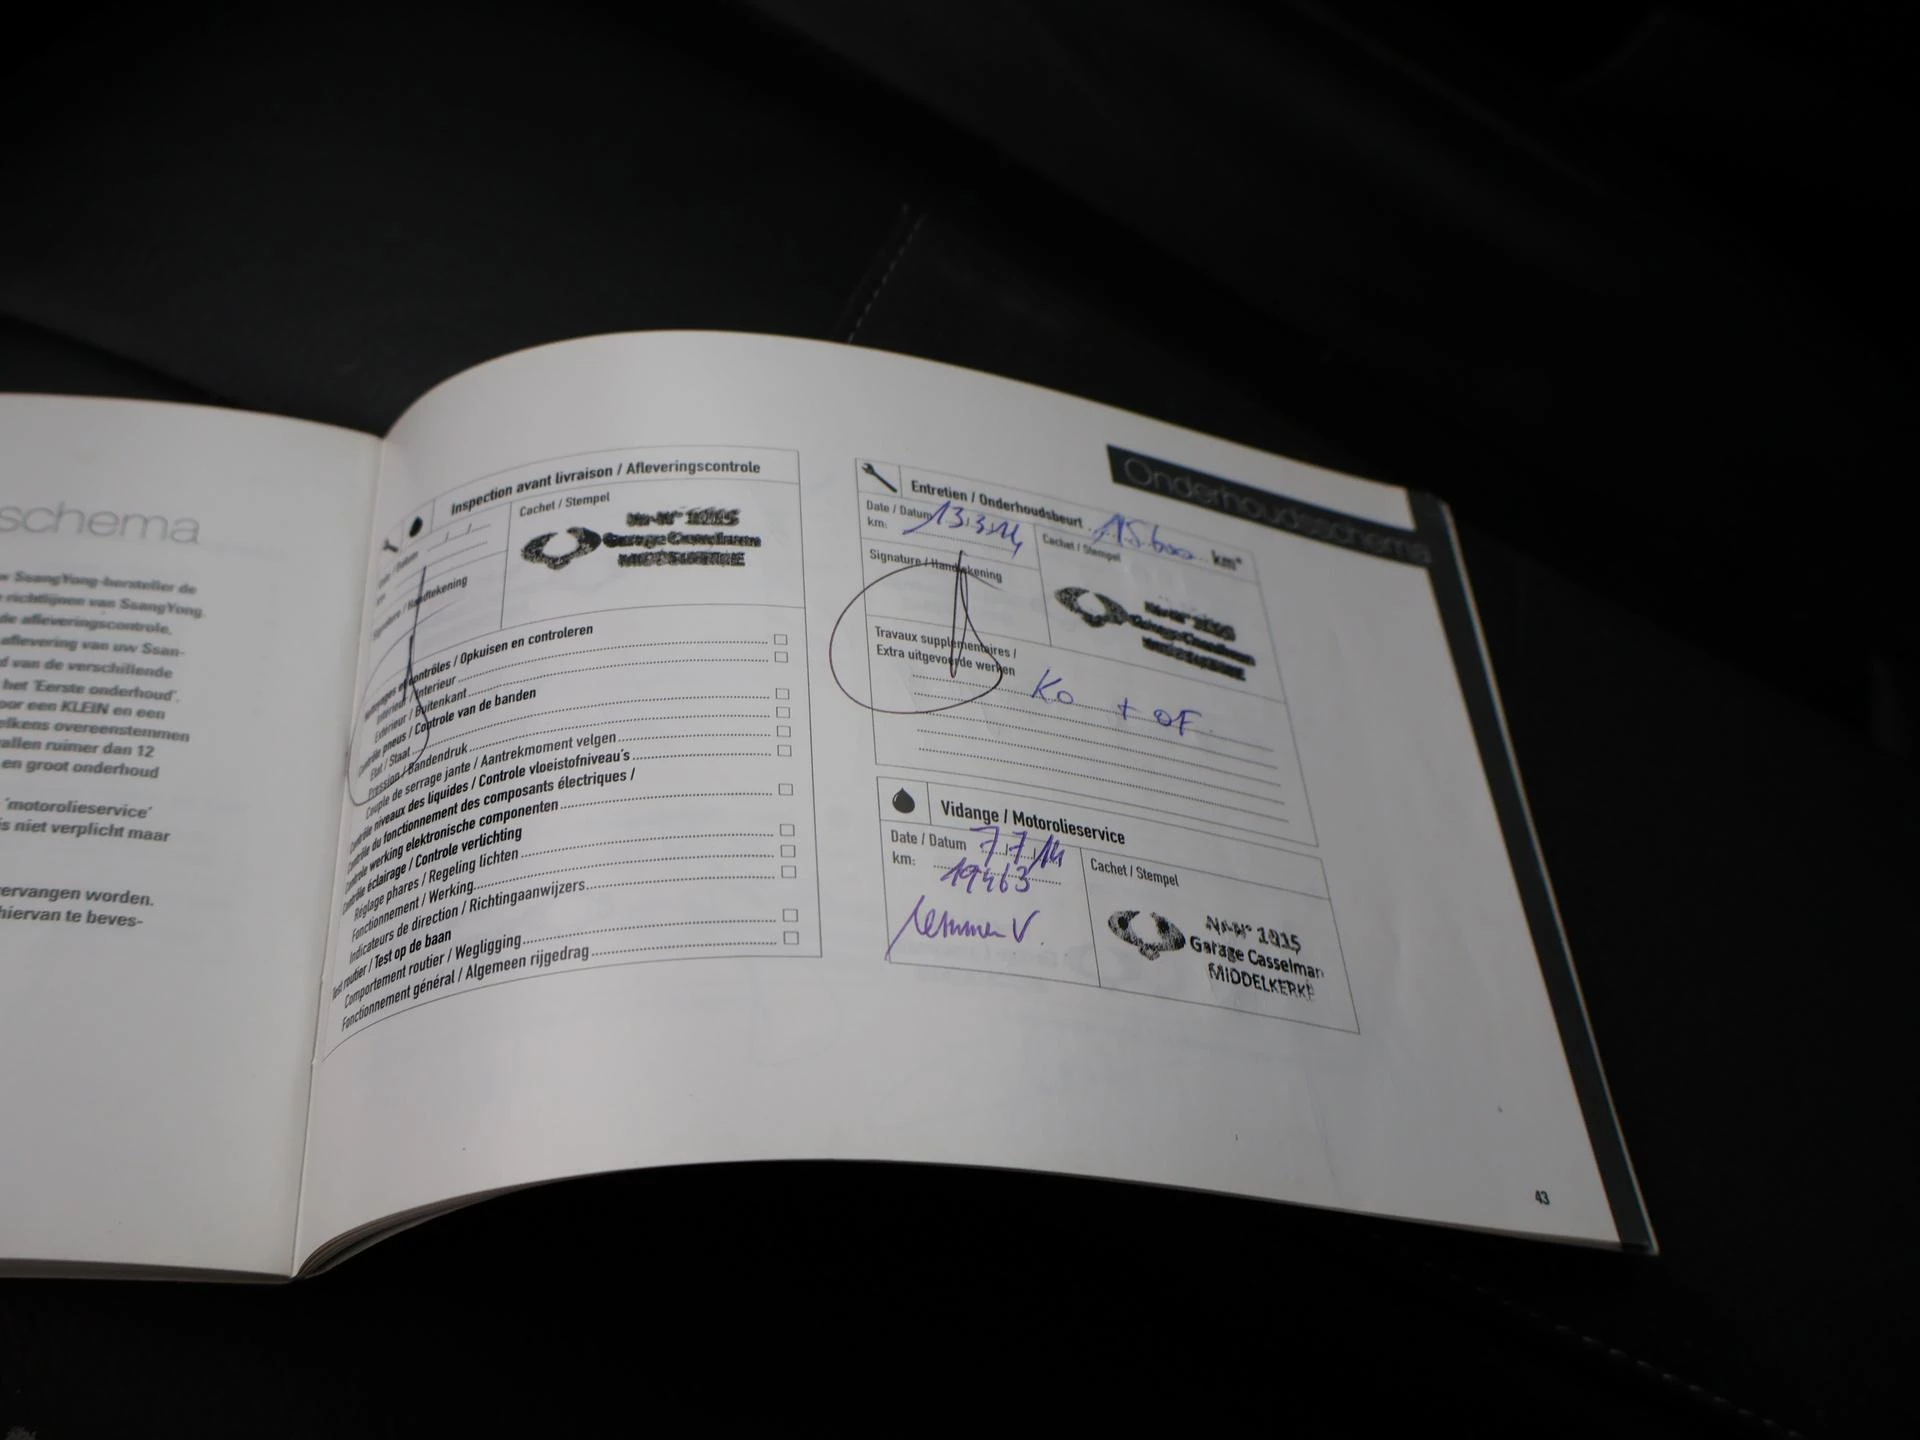 schema
SsangYong-hersteller de
richtlijnen van SsangYong.
de afleveringscontrole,
aflevering van uw Ssan-
van de verschillende
het 'Eerste onderhoud'.
oor een KLEIN en een
elkens overeenstemmen
vallen ruimer dan 12
en groot onderhoud
'motorolieservice'
is niet verplicht maar
ervangen worden.
hiervan te beves-
Inspection avant livraison / Afleveringscontrole
Cachet / Stempel
Signature / Handtekening
Nettoyages et contrôles / Opkuisen en controleren
Intérieur / Interieur
Extérieur / Buitenkant
Contrôle pneus / Controle van de banden
Etat / Staat
Pression / Bandendruk
Couple de serrage jante / Aantrekmoment velgen
Contrôle niveaux des liquides / Controle vloeistofniveau's
Contrôle du fonctionnement des composants électriques /
Controle werking elektronische componenten
Contrôle éclairage / Controle verlichting
Réglage phares / Regeling lichten
Fonctionnement / Werking
Indicateurs de direction / Richtingaanwijzers
Test routier / Test op de baan
Comportement routier / Wegligging
Fonctionnement général / Algemeen rijgedrag
Onderhoudsschema
Entretien / Onderhoudsbeurt 15600 km*
Date / Datum 13.3.14
km:
Cachet / Stempel
Signature / Handtekening
Travaux supplémentaires /
Extra uitgevoerde werken
KO + OF
Vidange / Motorolieservice
Date / Datum 7/7/14
km: 19463
Cachet / Stempel
1915
Garage Casselman
MIDDELKERKE
43